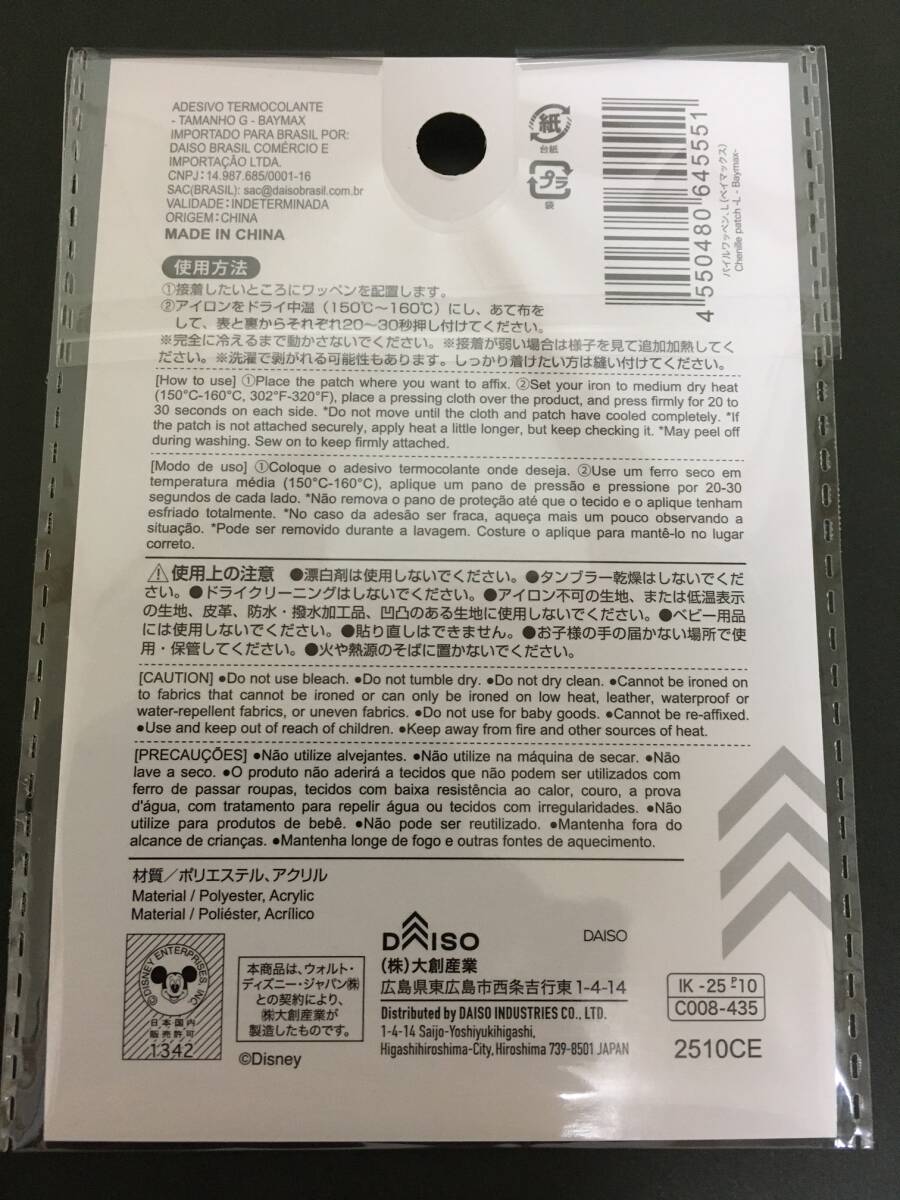 ADESIVO TERMOCOLANTE
- TAMANHO G - BAYMAX
IMPORTADO PARA BRASIL POR:
DAISO BRASIL COMÉRCIO E
IMPORTAÇÃO LTDA.
CNPJ：14.987.685/0001-16
SAC(BRASIL): sac@daisobrasil.com.br
VALIDADE：INDETERMINADA
ORIGEM：CHINA
MADE IN CHINA
紙
台紙
プラ
袋
4 550480 645551
パイルワッペン、L（ベイマックス）
Chenille patch -L - Baymax-
使用方法
①接着したいところにワッペンを配置します。
②アイロンをドライ中温（150℃～160℃）にし、あて布を
して、表と裏からそれぞれ20～30秒押し付けてください。
※完全に冷えるまで動かさないでください。※接着が弱い場合は様子を見て追加加熱してく
ださい。※洗濯で剥がれる可能性もあります。しっかり着けたい方は縫い付けてください。
[How to use] ①Place the patch where you want to affix. ②Set your iron to medium dry heat
(150°C-160°C, 302°F-320°F), place a pressing cloth over the product, and press firmly for 20 to
30 seconds on each side. *Do not move until the cloth and patch have cooled completely. *If
the patch is not attached securely, apply heat a little longer, but keep checking it. *May peel off
during washing. Sew on to keep firmly attached.
[Modo de uso] ①Coloque o adesivo termocolante onde deseja. ②Use um ferro seco em
temperatura média (150°C-160°C), aplique um pano de pressão e pressione por 20-30
segundos de cada lado. *Não remova o pano de proteção até que o tecido e o aplique tenham
esfriado totalmente. *No caso da adesão ser fraca, aqueça mais um pouco observando a
situação. *Pode ser removido durante a lavagem. Costure o aplique para mantê-lo no lugar
correto.
⚠使用上の注意 ●漂白剤は使用しないでください。●タンブラー乾燥はしないでくだ
さい。●ドライクリーニングはしないでください。●アイロン不可の生地、または低温表示
の生地、皮革、防水・撥水加工品、凹凸のある生地に使用しないでください。●ベビー用品
には使用しないでください。●貼り直しはできません。●お子様の手の届かない場所で使
用・保管してください。●火や熱源のそばに置かないでください。
[CAUTION] ●Do not use bleach. ●Do not tumble dry. ●Do not dry clean. ●Cannot be ironed on
to fabrics that cannot be ironed or can only be ironed on low heat, leather, waterproof or
water-repellent fabrics, or uneven fabrics. ●Do not use for baby goods. ●Cannot be re-affixed.
●Use and keep out of reach of children. ●Keep away from fire and other sources of heat.
[PRECAUÇÕES] ●Não utilize alvejantes. ●Não utilize na máquina de secar. ●Não
lave a seco. ●O produto não aderirá a tecidos que não podem ser utilizados com
ferro de passar roupas, tecidos com baixa resistência ao calor, couro, a prova
d'água, com tratamento para repelir água ou tecidos com irregularidades. ●Não
utilize para produtos de bebê. ●Não pode ser reutilizado. ●Mantenha fora do
alcance de crianças. ●Mantenha longe de fogo e outras fontes de aquecimento.
材質／ポリエステル、アクリル
Material / Polyester, Acrylic
Material / Poliéster, Acrílico
©DISNEY ENTERPRISES, INC
日本国内
販売許可
1342
本商品は、ウォルト・
ディズニー・ジャパン㈱
との契約により、
㈱大創産業が
製造したものです。
©Disney
DAISO
DAISO
(株)大創産業
広島県東広島市西条吉行東1-4-14
Distributed by DAISO INDUSTRIES CO., LTD.
1-4-14 Saijo-Yoshiyukihigashi,
Higashihiroshima-City, Hiroshima 739-8501 JAPAN
IK -25 P10
C008-435
2510CE